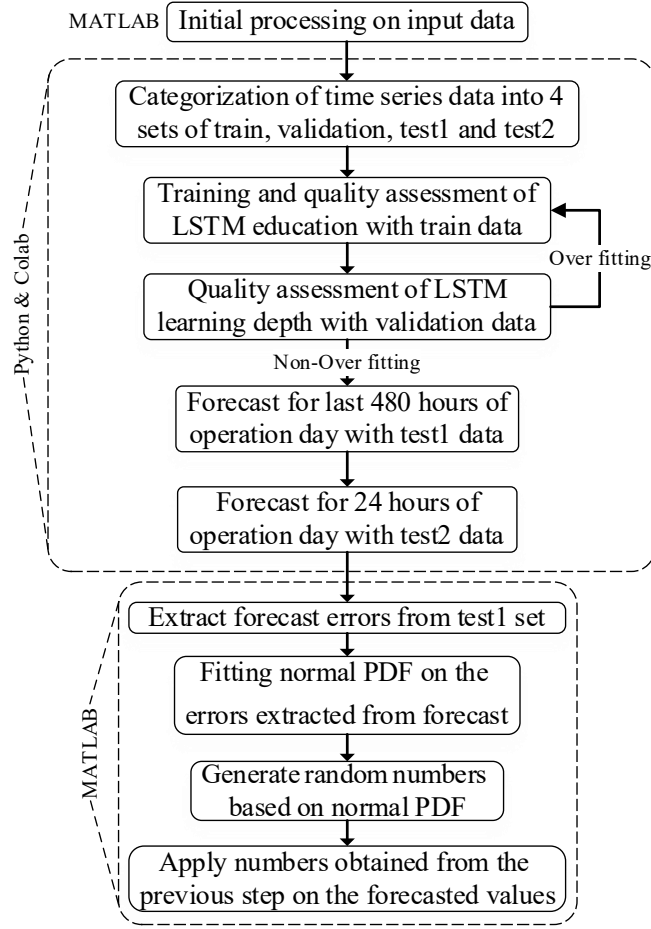 MATLAB
Initial processing on input data
Categorization of time series data into 4
sets of train, validation, test1 and test2
Training and quality assessment of
LSTM education with train data
Over fitting
Quality assessment of LSTM
learning depth with validation data
Non-Over fitting
Python & Colab
Forecast for last 480 hours of
operation day with test1 data
Forecast for 24 hours of
operation day with test2 data
Extract forecast errors from test1 set
Fitting normal PDF on the
errors extracted from forecast
MATLAB
Generate random numbers
based on normal PDF
Apply numbers obtained from the
previous step on the forecasted values